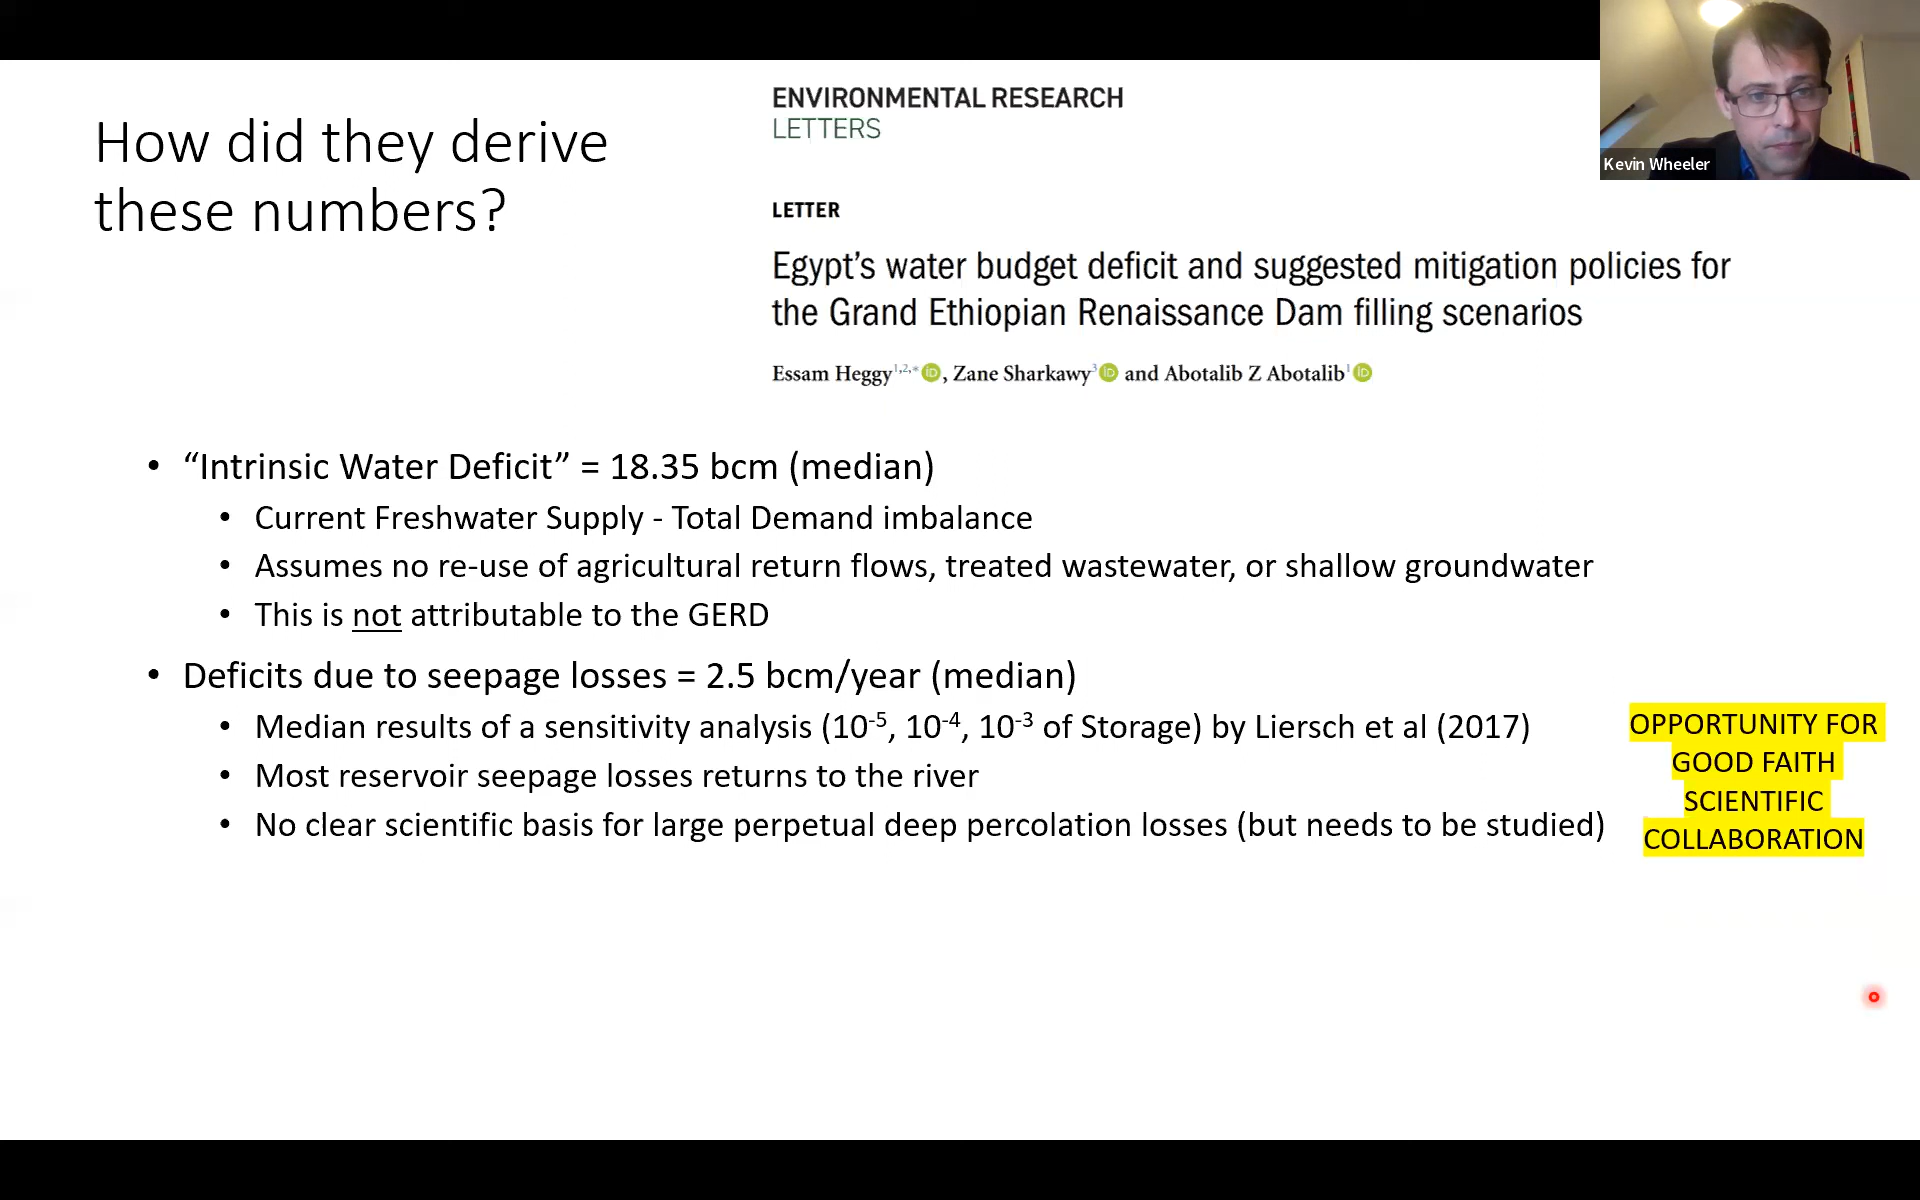 How did they derive
these numbers?
ENVIRONMENTAL RESEARCH
LETTERS
Kevin Wheeler
LETTER
Egypt’s water budget deficit and suggested mitigation policies for
the Grand Ethiopian Renaissance Dam filling scenarios
Essam Heggy1,2,* iD, Zane Sharkawy3 iD and Abotalib Z Abotalib1 iD
• “Intrinsic Water Deficit” = 18.35 bcm (median)
• Current Freshwater Supply - Total Demand imbalance
• Assumes no re-use of agricultural return flows, treated wastewater, or shallow groundwater
• This is not attributable to the GERD
• Deficits due to seepage losses = 2.5 bcm/year (median)
• Median results of a sensitivity analysis (10-5, 10-4, 10-3 of Storage) by Liersch et al (2017)
• Most reservoir seepage losses returns to the river
• No clear scientific basis for large perpetual deep percolation losses (but needs to be studied)
OPPORTUNITY FOR
GOOD FAITH
SCIENTIFIC
COLLABORATION